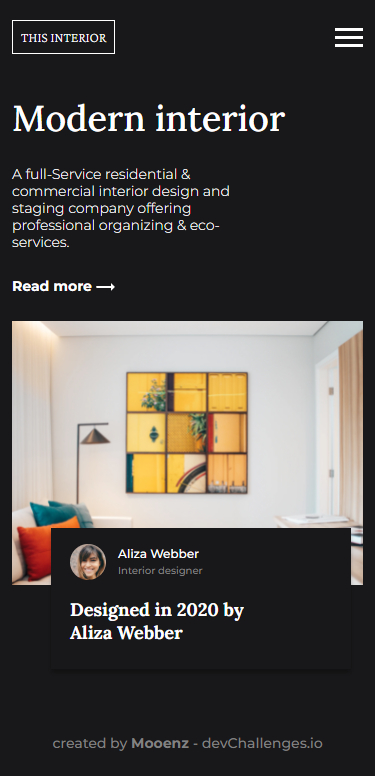 THIS INTERIOR
Modern interior
A full-Service residential &
commercial interior design and
staging company offering
professional organizing & eco-
services.
Read more ⟶
Aliza Webber
Interior designer
Designed in 2020 by
Aliza Webber
created by Mooenz - devChallenges.io